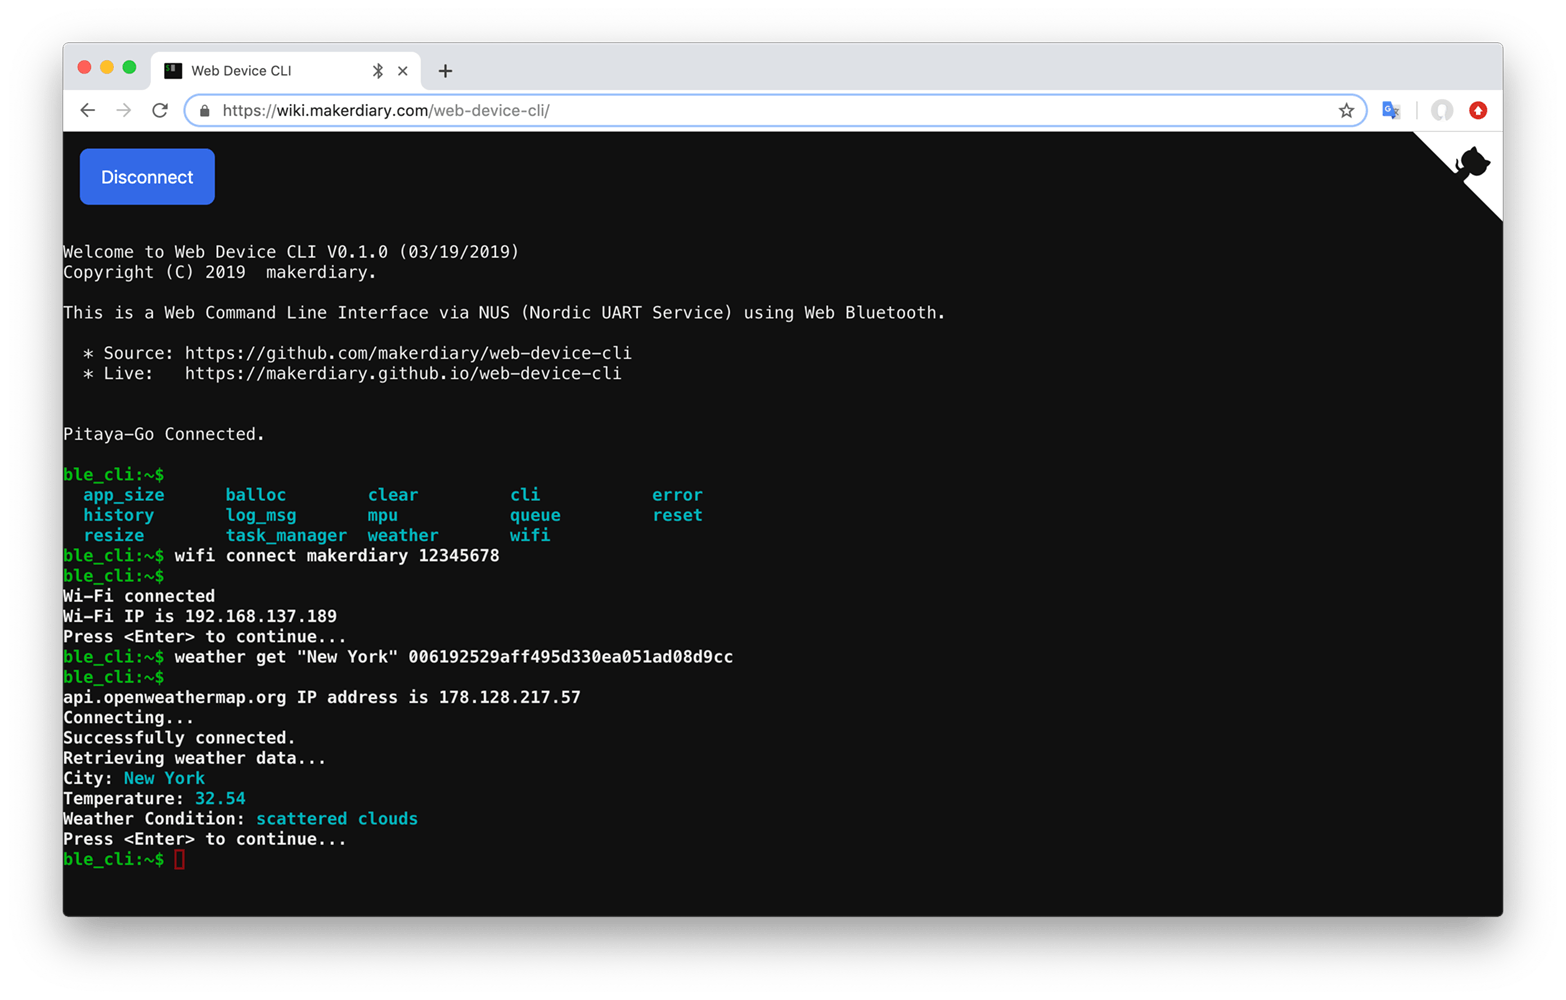 Web Device CLI
https://wiki.makerdiary.com/web-device-cli/
Disconnect
Welcome to Web Device CLI V0.1.0 (03/19/2019)
Copyright (C) 2019  makerdiary.
This is a Web Command Line Interface via NUS (Nordic UART Service) using Web Bluetooth.
* Source: https://github.com/makerdiary/web-device-cli
* Live:   https://makerdiary.github.io/web-device-cli
Pitaya-Go Connected.
ble_cli:~$
app_size balloc clear cli error
history log_msg mpu queue reset
resize task_manager weather wifi
ble_cli:~$ wifi connect makerdiary 12345678
ble_cli:~$
Wi-Fi connected
Wi-Fi IP is 192.168.137.189
Press <Enter> to continue...
ble_cli:~$ weather get "New York" 006192529aff495d330ea051ad08d9cc
ble_cli:~$
api.openweathermap.org IP address is 178.128.217.57
Connecting...
Successfully connected.
Retrieving weather data...
City: New York
Temperature: 32.54
Weather Condition: scattered clouds
Press <Enter> to continue...
ble_cli:~$